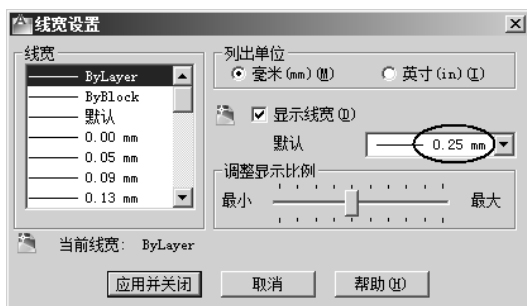 线宽设置
线宽
ByLayer
ByBlock
默认
0.00 mm
0.05 mm
0.09 mm
0.13 mm
列出单位
毫米(mm)(M) 英寸(in)(I)
显示线宽(D)
默认 0.25 mm
调整显示比例
最小 最大
当前线宽: ByLayer
应用并关闭 取消 帮助(H)